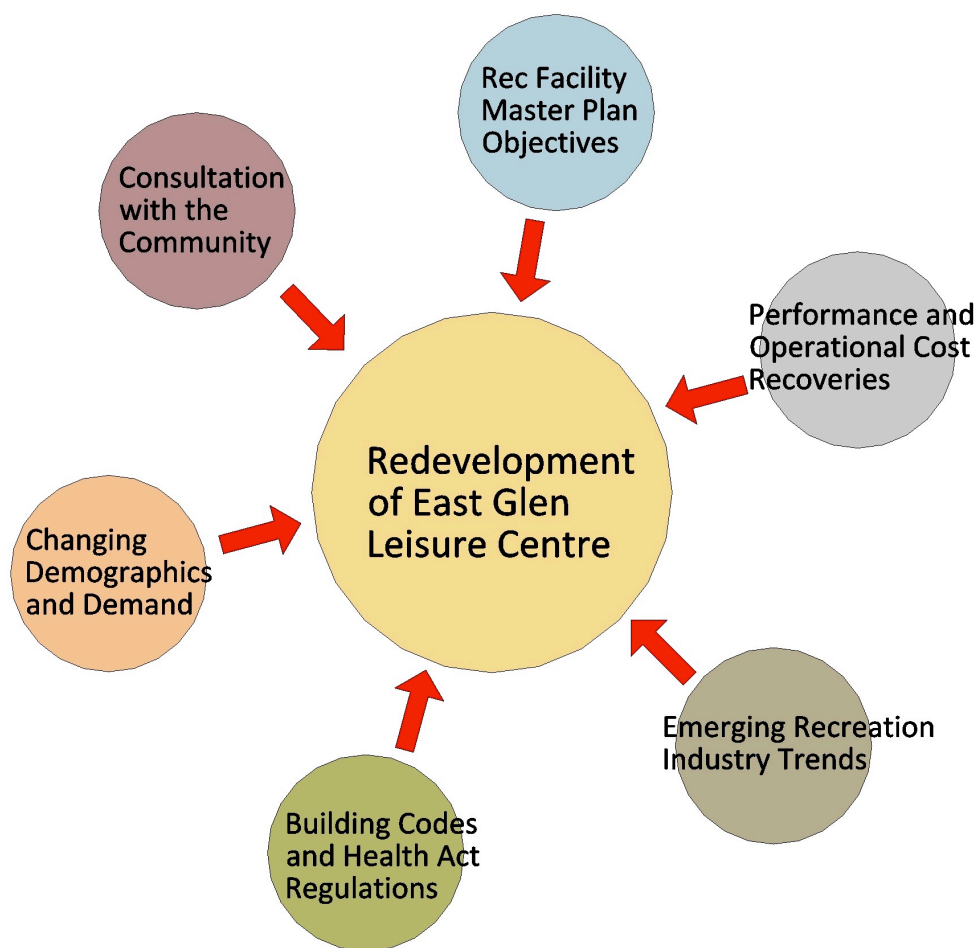 Rec Facility
Master Plan
Objectives
Consultation
with the
Community
Performance and
Operational Cost
Recoveries
Redevelopment
of East Glen
Leisure Centre
Changing
Demographics
and Demand
Emerging Recreation
Industry Trends
Building Codes
and Health Act
Regulations